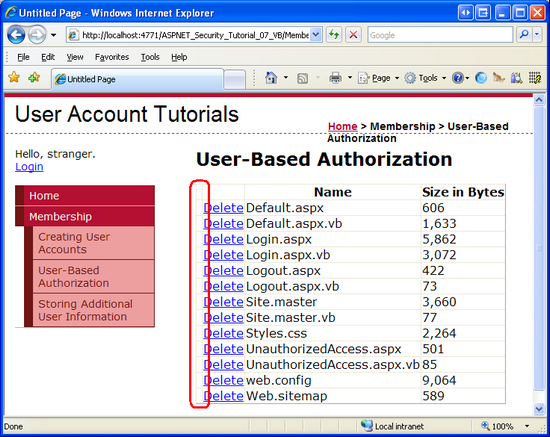 Untitled Page - Windows Internet Explorer
http://localhost:4771/ASPNET_Security_Tutorial_07_VB/Membe
Google
File Edit View Favorites Tools Help
Untitled Page
Page Tools
User Account Tutorials
Home > Membership > User-Based
Authorization
Hello, stranger.
Login
Home
Membership
Creating User
Accounts
User-Based
Authorization
Storing Additional
User Information
User-Based Authorization
Name Size in Bytes
Delete Default.aspx 606
Delete Default.aspx.vb 1,633
Delete Login.aspx 5,862
Delete Login.aspx.vb 3,072
Delete Logout.aspx 422
Delete Logout.aspx.vb 73
Delete Site.master 3,660
Delete Site.master.vb 77
Delete Styles.css 2,264
Delete UnauthorizedAccess.aspx 501
Delete UnauthorizedAccess.aspx.vb 85
Delete web.config 9,064
Delete Web.sitemap 589
Done Local intranet 100%